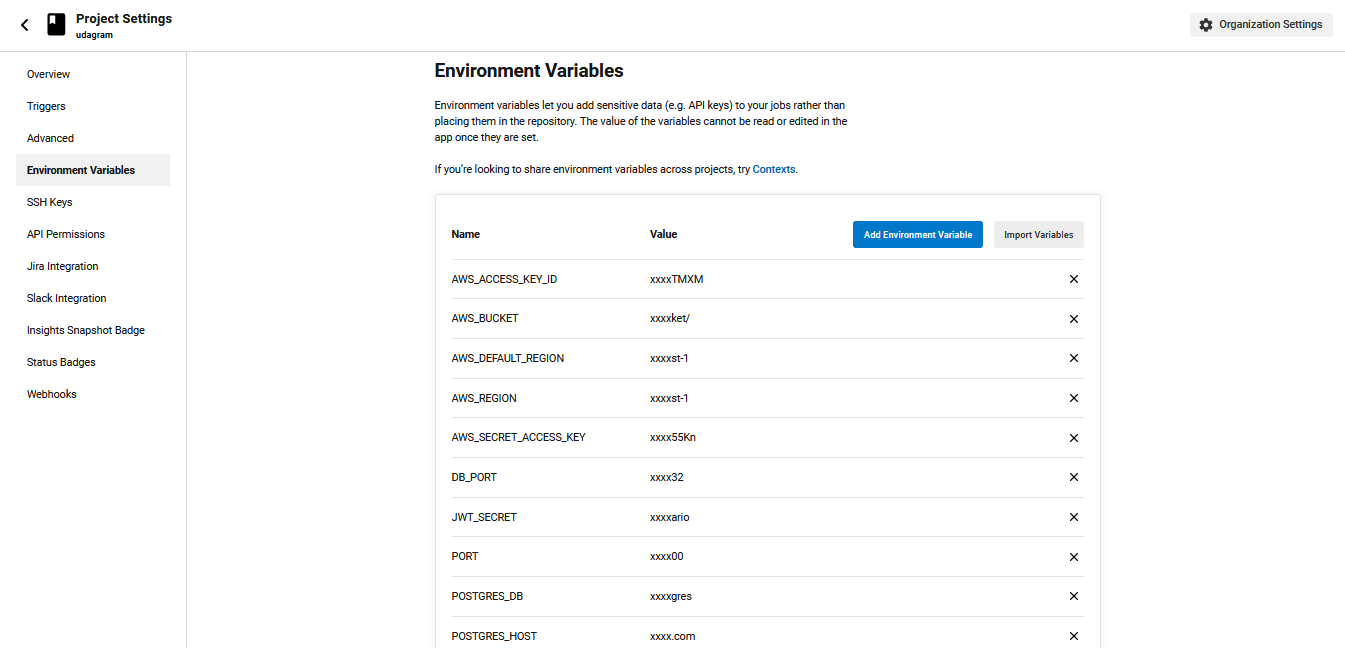 Project Settings
udagram
Organization Settings
Overview
Triggers
Advanced
Environment Variables
SSH Keys
API Permissions
Jira Integration
Slack Integration
Insights Snapshot Badge
Status Badges
Webhooks
Environment Variables
Environment variables let you add sensitive data (e.g. API keys) to your jobs rather than
placing them in the repository. The value of the variables cannot be read or edited in the
app once they are set.
If you're looking to share environment variables across projects, try Contexts.
Name Value Add Environment Variable Import Variables
AWS_ACCESS_KEY_ID xxxxTMXM
AWS_BUCKET xxxxket/
AWS_DEFAULT_REGION xxxxst-1
AWS_REGION xxxxst-1
AWS_SECRET_ACCESS_KEY xxxx55Kn
DB_PORT xxxx32
JWT_SECRET xxxxario
PORT xxxx00
POSTGRES_DB xxxxgres
POSTGRES_HOST xxxx.com